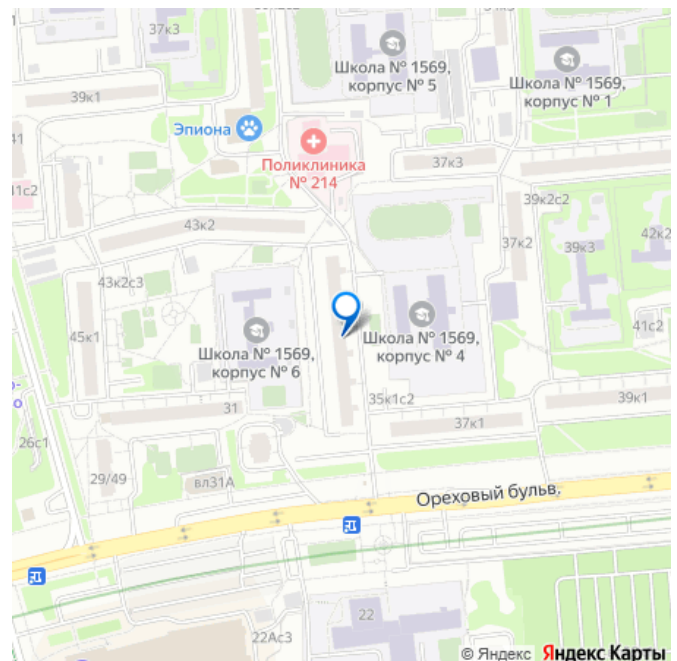 37к3
Школа № 1569,
корпус № 5
Школа № 1569,
корпус № 1
39к1
Эпиона
41
Поликлиника
№ 214
37к3
41с2
39к2с2
43к2
37к2
39к3
42к2
43к2с3
45к1
Школа № 1569,
корпус № 4
41с2
Школа № 1569,
корпус № 6
о-
о
35к1с2
39к1
31
37к1
26с1
29/49
вл31А
Ореховый бульв.
22
22Ас3
© Яндекс Яндекс Карты